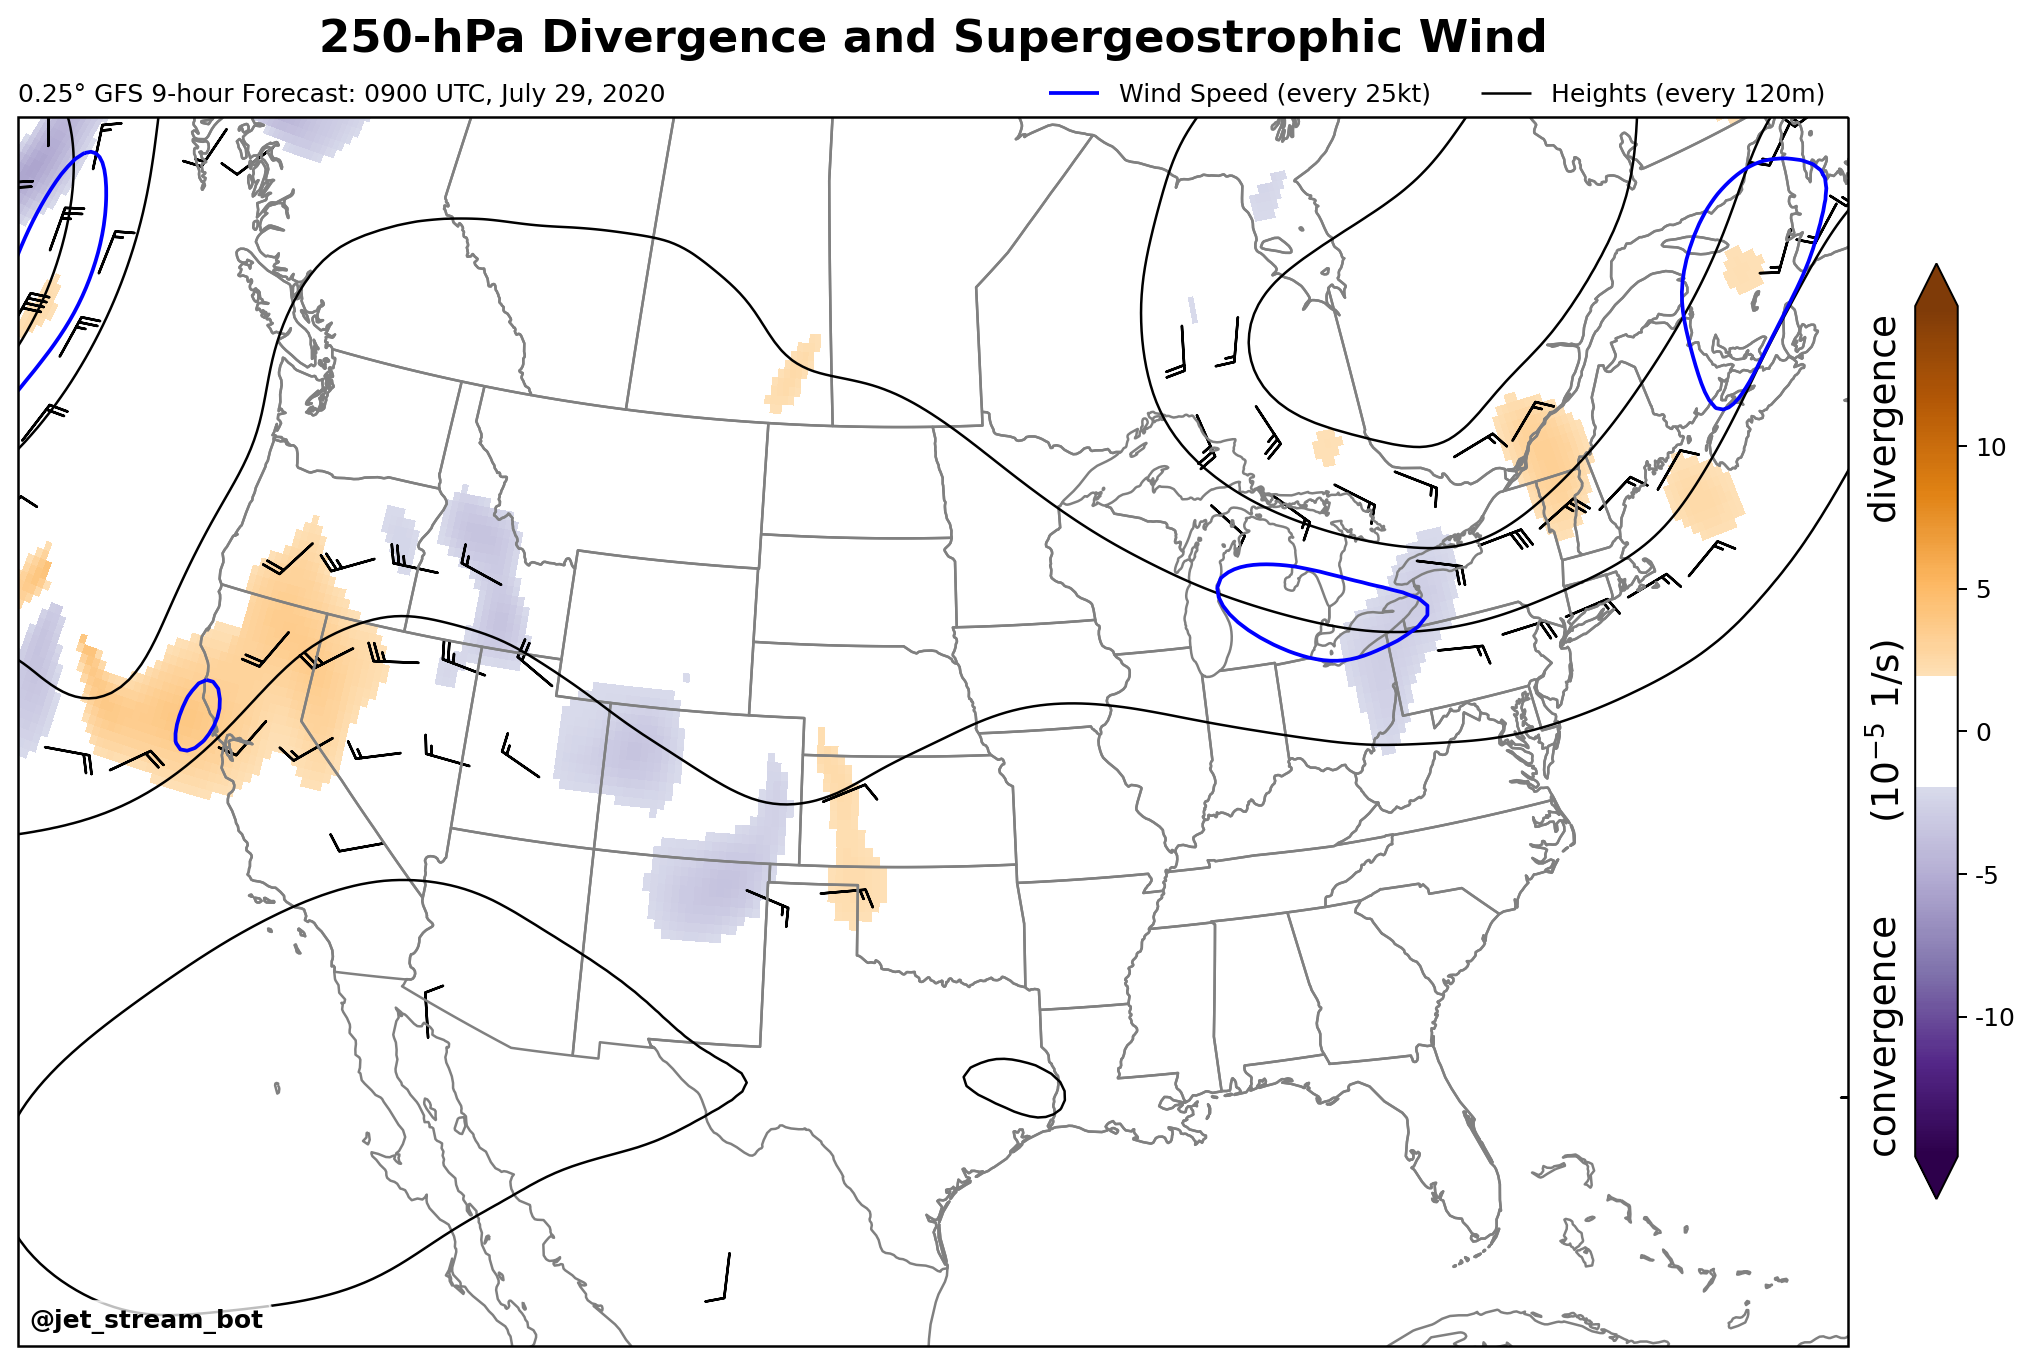 250-hPa Divergence and Supergeostrophic Wind
0.25° GFS 9-hour Forecast: 0900 UTC, July 29, 2020
Wind Speed (every 25kt)
Heights (every 120m)
divergence
(10⁻⁵ 1/s)
convergence
10
5
0
-5
-10
@jet_stream_bot